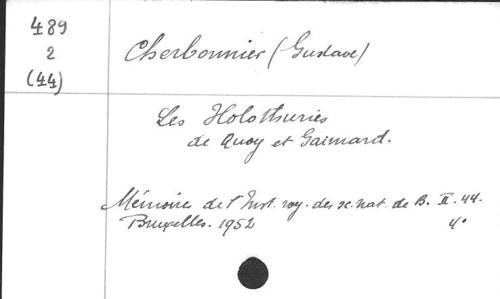 489
2
(44)
Cherbonnier (Gustave)
Les Holothuries
de Quoy et Gaimard.
Mémoires de l'Inst. roy. des sc. nat. de B. II. 44.
Bruxelles. 1952 4°